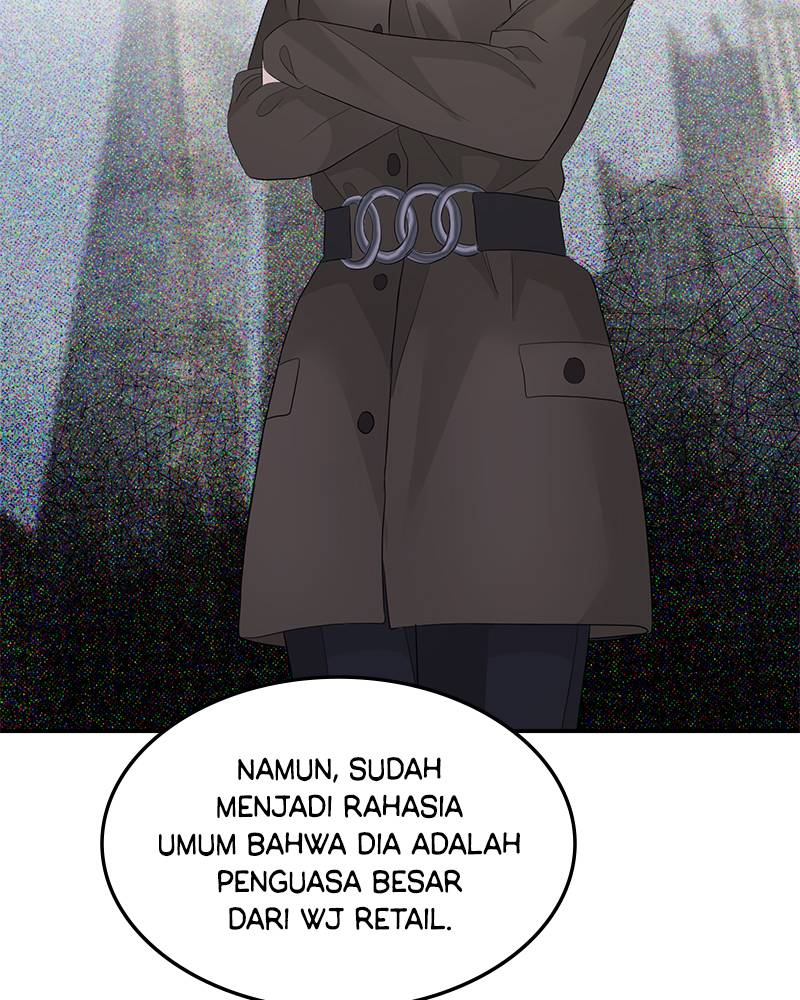 NAMUN, SUDAH
MENJADI RAHASIA
UMUM BAHWA DIA ADALAH
PENGUASA BESAR
DARI WJ RETAIL.